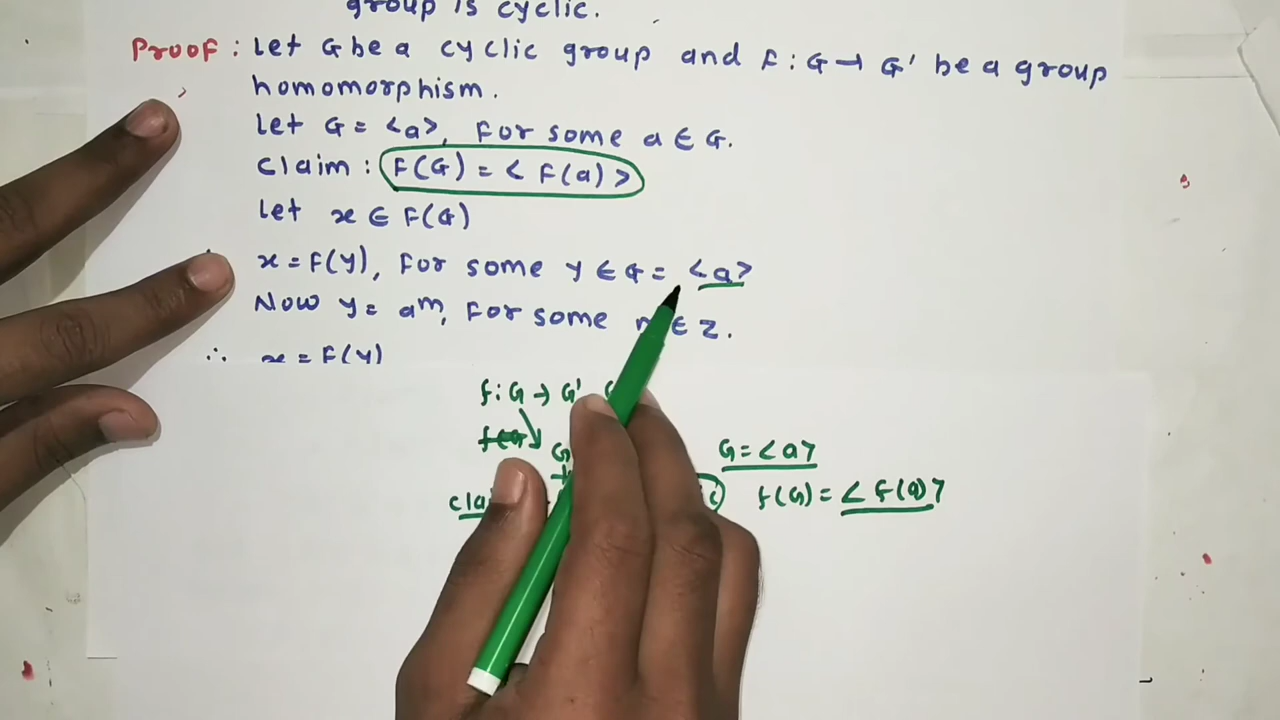 group is cyclic.
Proof: Let G be a cyclic group and F: G → G' be a group
homomorphism.
Let G = <a>, For some a ∈ G.
Claim: F(G) = < F(a) >
Let x ∈ F(G)
x = F(y), For some y ∈ G = <a>
Now y = a^m, For some m ∈ Z.
∴ x = F(y)
f: G → G'
G = <a>
f(G) = < f(a) >